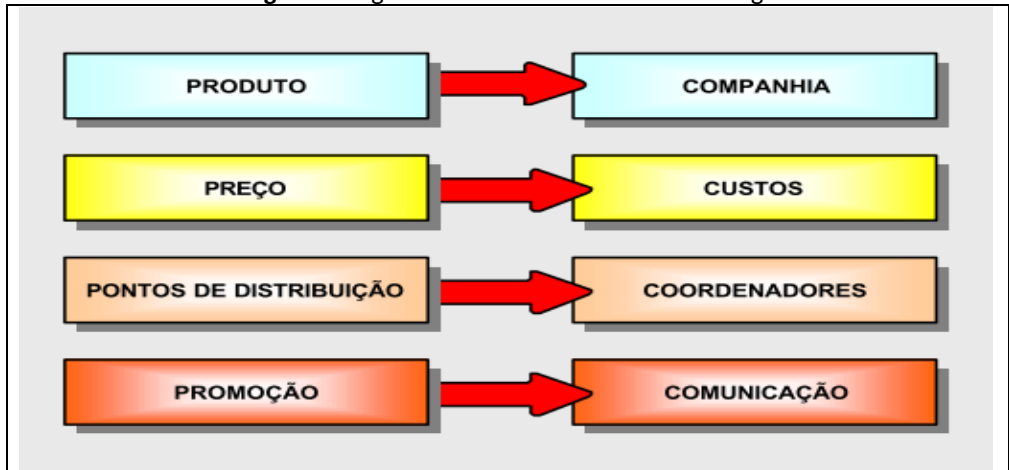 PRODUTO
COMPANHIA
PREÇO
CUSTOS
PONTOS DE DISTRIBUIÇÃO
COORDENADORES
PROMOÇÃO
COMUNICAÇÃO